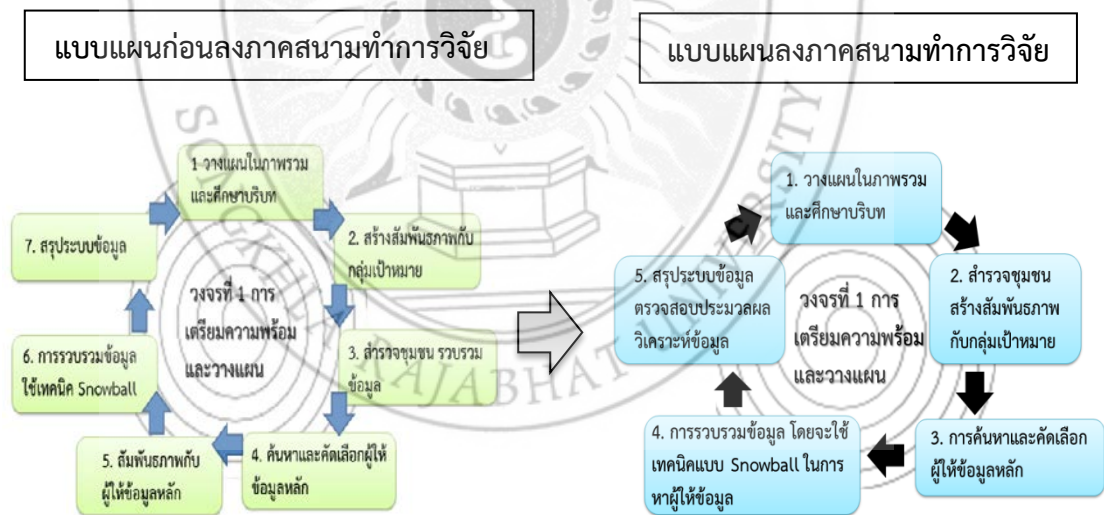 แบบแผนก่อนลงภาคสนามทำการวิจัย
แบบแผนลงภาคสนามทำการวิจัย
1 วางแผนในภาพรวม
และศึกษาบริบท
2. สร้างสัมพันธภาพกับ
กลุ่มเป้าหมาย
3. สำรวจชุมชน รวบรวม
ข้อมูล
4. ค้นหาและคัดเลือกผู้ให้
ข้อมูลหลัก
5. สัมพันธภาพกับ
ผู้ให้ข้อมูลหลัก
6. การรวบรวมข้อมูล
ใช้เทคนิค Snowball
7. สรุประบบข้อมูล
วงจรที่ 1 การ
เตรียมความพร้อม
และวางแผน
1. วางแผนในภาพรวม
และศึกษาบริบท
2. สำรวจชุมชน
สร้างสัมพันธภาพ
กับกลุ่มเป้าหมาย
3. การค้นหาและคัดเลือก
ผู้ให้ข้อมูลหลัก
4. การรวบรวมข้อมูล โดยจะใช้
เทคนิคแบบ Snowball ในการ
หาผู้ให้ข้อมูล
5. สรุประบบข้อมูล
ตรวจสอบประมวลผล
วิเคราะห์ข้อมูล
วงจรที่ 1 การ
เตรียมความพร้อม
และวางแผน
RAJABHAT UNIVERSITY